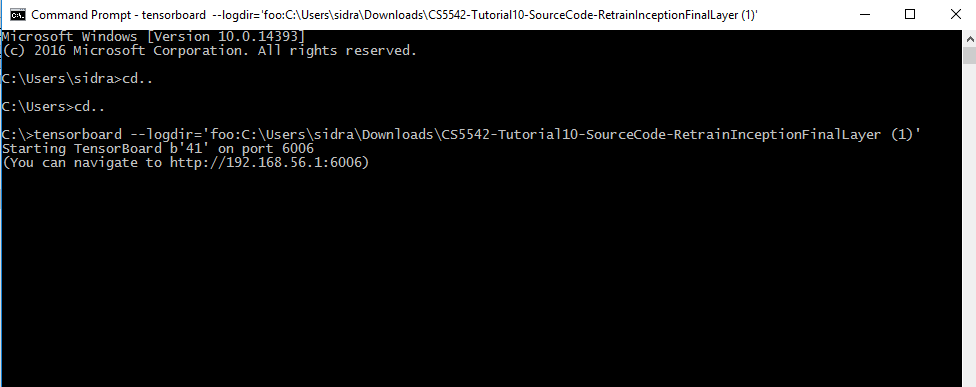 Command Prompt - tensorboard  --logdir='foo:C:\Users\sidra\Downloads\CS5542-Tutorial10-SourceCode-RetrainInceptionFinalLayer (1)'
Microsoft Windows [Version 10.0.14393]
(c) 2016 Microsoft Corporation. All rights reserved.
C:\Users\sidra>cd..
C:\Users>cd..
C:\>tensorboard --logdir='foo:C:\Users\sidra\Downloads\CS5542-Tutorial10-SourceCode-RetrainInceptionFinalLayer (1)'
Starting TensorBoard b'41' on port 6006
(You can navigate to http://192.168.56.1:6006)